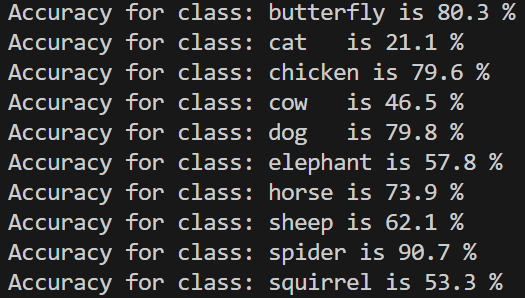 Accuracy for class: butterfly is 80.3 %
Accuracy for class: cat   is 21.1 %
Accuracy for class: chicken is 79.6 %
Accuracy for class: cow   is 46.5 %
Accuracy for class: dog   is 79.8 %
Accuracy for class: elephant is 57.8 %
Accuracy for class: horse is 73.9 %
Accuracy for class: sheep is 62.1 %
Accuracy for class: spider is 90.7 %
Accuracy for class: squirrel is 53.3 %